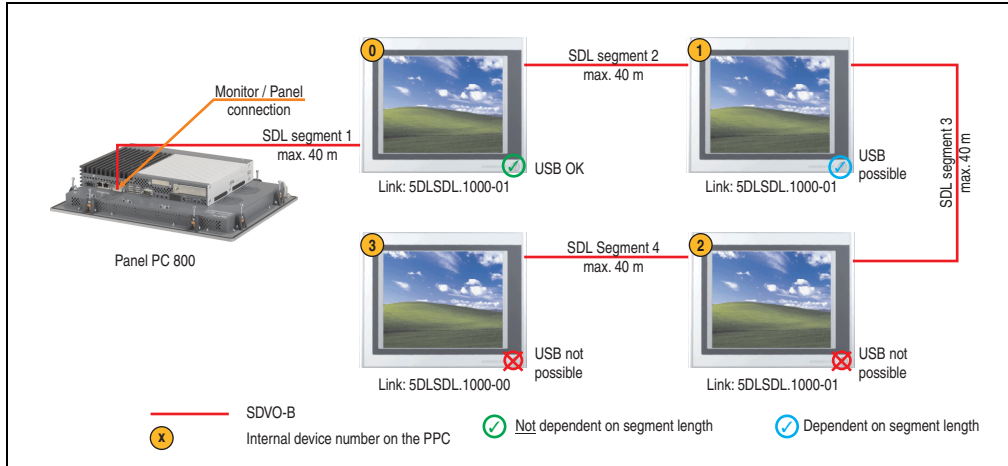 0
SDL segment 2
max. 40 m
1
Monitor / Panel
connection
SDL segment 1
max. 40 m
USB OK
Link: 5DLSDL.1000-01
USB
possible
Link: 5DLSDL.1000-01
SDL segment 3
max. 40 m
Panel PC 800
3
SDL Segment 4
max. 40 m
2
USB not
possible
Link: 5DLSDL.1000-00
USB not
possible
Link: 5DLSDL.1000-01
SDVO-B
x
Internal device number on the PPC
Not dependent on segment length
Dependent on segment length